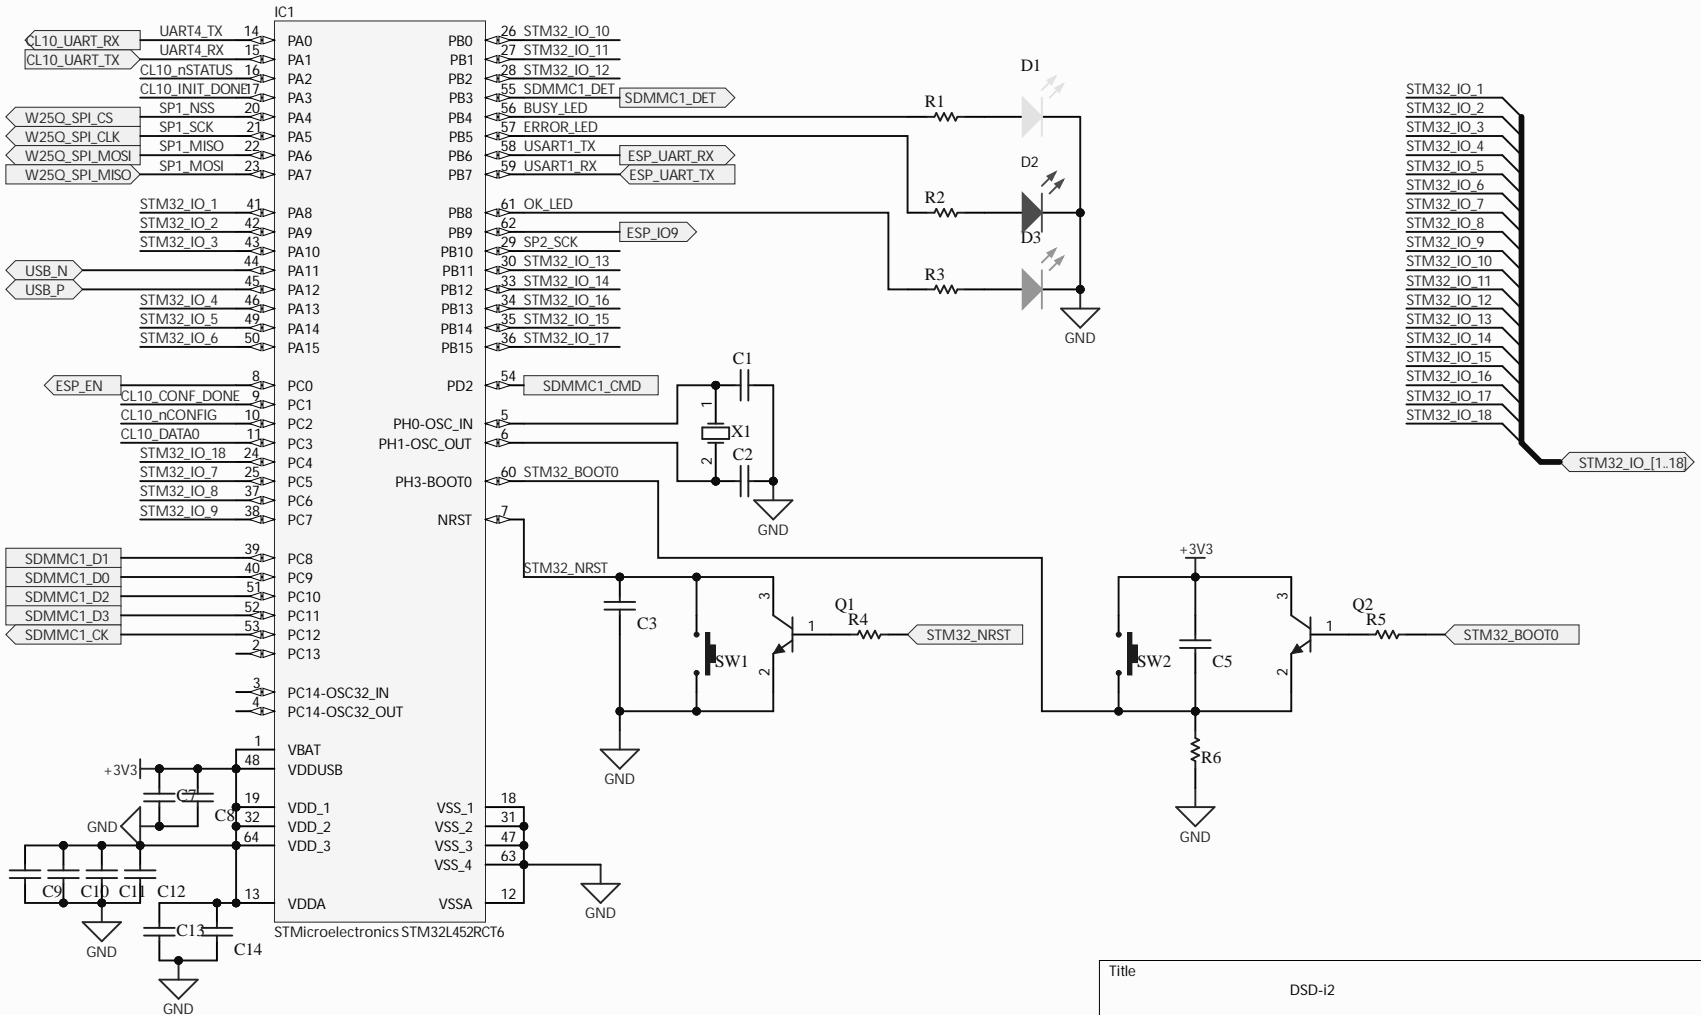 IC1
CL10_UART_RX UART4_TX 14 PA0
CL10_UART_TX UART4_RX 15 PA1
CL10_nSTATUS 16 PA2
CL10_INIT_DONE 17 PA3
W25Q_SPI_CS SP1_NSS 20 PA4
W25Q_SPI_CLK SP1_SCK 21 PA5
W25Q_SPI_MOSI SP1_MISO 22 PA6
W25Q_SPI_MISO SP1_MOSI 23 PA7
STM32_IO_1 41 PA8
STM32_IO_2 42 PA9
STM32_IO_3 43 PA10
USB_N 44 PA11
USB_P 45 PA12
STM32_IO_4 46 PA13
STM32_IO_5 49 PA14
STM32_IO_6 50 PA15
ESP_EN 8 PC0
CL10_CONF_DONE 9 PC1
CL10_nCONFIG 10 PC2
CL10_DATA0 11 PC3
STM32_IO_18 24 PC4
STM32_IO_7 25 PC5
STM32_IO_8 37 PC6
STM32_IO_9 38 PC7
SDMMC1_D1 39 PC8
SDMMC1_D0 40 PC9
SDMMC1_D2 51 PC10
SDMMC1_D3 52 PC11
SDMMC1_CK 53 PC12
2 PC13
3 PC14-OSC32_IN
4 PC14-OSC32_OUT
1 VBAT
+3V3 48 VDDUSB
C7
C8
GND
19 VDD_1
32 VDD_2
64 VDD_3
C9 C10 C11 C12
GND
13 VDDA
C13
C14
GND
PB0 26 STM32_IO_10
PB1 27 STM32_IO_11
PB2 28 STM32_IO_12
PB3 55 SDMMC1_DET SDMMC1_DET
PB4 56 BUSY_LED
PB5 57 ERROR_LED
PB6 58 USART1_TX ESP_UART_RX
PB7 59 USART1_RX ESP_UART_TX
PB8 61 OK_LED
PB9 62 ESP_IO9
PB10 29 SP2_SCK
PB11 30 STM32_IO_13
PB12 33 STM32_IO_14
PB13 34 STM32_IO_16
PB14 35 STM32_IO_15
PB15 36 STM32_IO_17
PD2 54 SDMMC1_CMD
PH0-OSC_IN 5
PH1-OSC_OUT 6
PH3-BOOT0 60 STM32_BOOT0
NRST 7
VSS_1 18
VSS_2 31
VSS_3 47
VSS_4 63
VSSA 12
GND
STMicroelectronics STM32L452RCT6
R1 D1
R2 D2
R3 D3
GND
C1
1 X1 2
C2
GND
STM32_NRST
C3
SW1
3
Q1
1
2
R4
STM32_NRST
GND
+3V3
SW2
C5
3
Q2
1
2
R5
STM32_BOOT0
R6
GND
STM32_IO_1
STM32_IO_2
STM32_IO_3
STM32_IO_4
STM32_IO_5
STM32_IO_6
STM32_IO_7
STM32_IO_8
STM32_IO_9
STM32_IO_10
STM32_IO_11
STM32_IO_12
STM32_IO_13
STM32_IO_14
STM32_IO_15
STM32_IO_16
STM32_IO_17
STM32_IO_18
STM32_IO_[1..18]
Title
DSD-i2